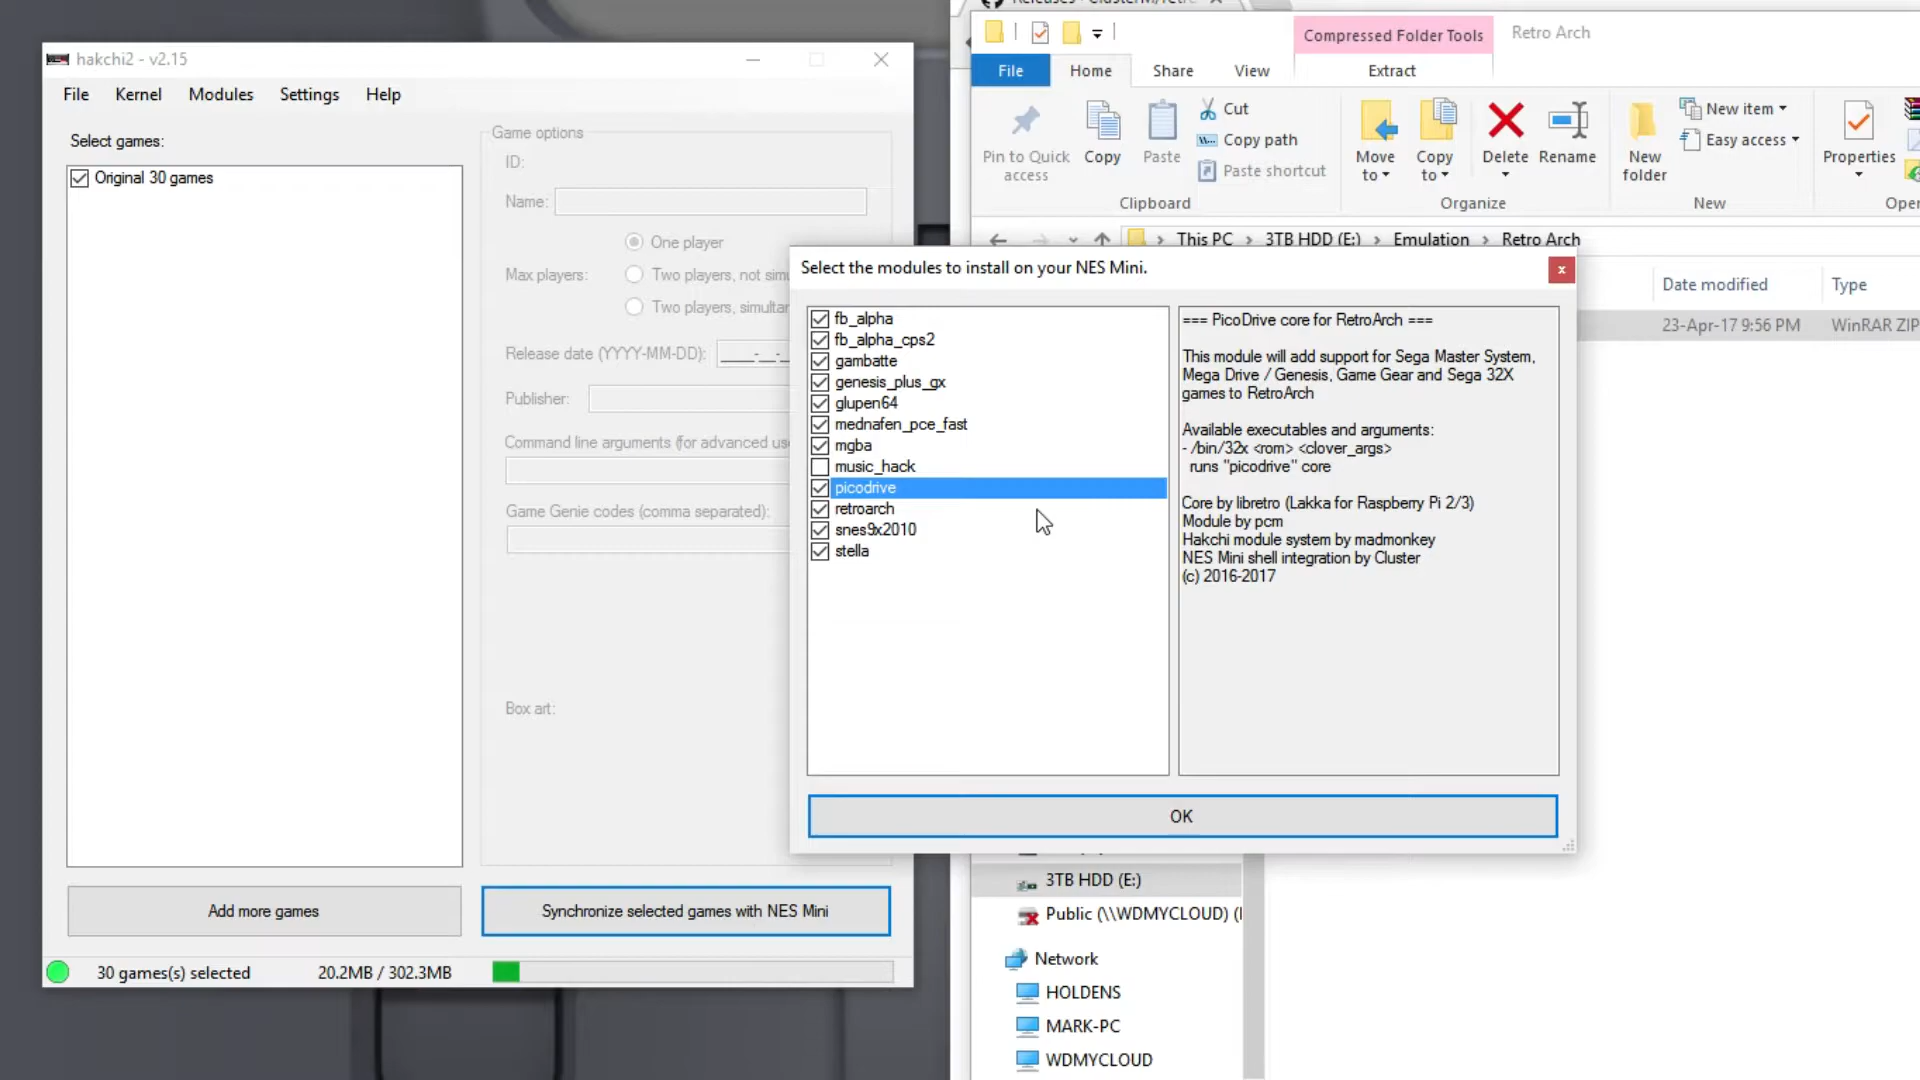 hakchi2 - v2.15
File Kernel Modules Settings Help
Select games:
Original 30 games
Game options
ID:
Name:
One player
Max players:
Two players, not
Two players,
Release date (YYYY-MM-DD):
____-__-
Publisher:
Command line arguments (for advanced
Game Genie codes (comma separated):
Box art:
Add more games
Synchronize selected games with NES Mini
30 games(s) selected
20.2MB / 302.3MB
Compressed Folder Tools
Retro Arch
File Home Share View Extract
Pin to Quick access
Copy
Paste
Cut
Copy path
Paste shortcut
Clipboard
Move to
Copy to
Delete
Rename
Organize
New folder
New item
Easy access
New
Properties
This PC > 3TB HDD (E:) > Emulation > Retro Arch
Date modified
Type
23-Apr-17 9:56 PM
WinRAR ZIP
Select the modules to install on your NES Mini.
x
fb_alpha
fb_alpha_cps2
gambatte
genesis_plus_gx
glupen64
mednafen_pce_fast
mgba
music_hack
picodrive
retroarch
snes9x2010
stella
=== PicoDrive core for RetroArch ===
This module will add support for Sega Master System,
Mega Drive / Genesis, Game Gear and Sega 32X
games to RetroArch
Available executables and arguments:
- /bin/32x <rom> <clover_args>
runs "picodrive" core
Core by libretro (Lakka for Raspberry Pi 2/3)
Module by pcm
Hakchi module system by madmonkey
NES Mini shell integration by Cluster
(c) 2016-2017
OK
3TB HDD (E:)
Public (\\WDMYCLOUD) (
Network
HOLDENS
MARK-PC
WDMYCLOUD